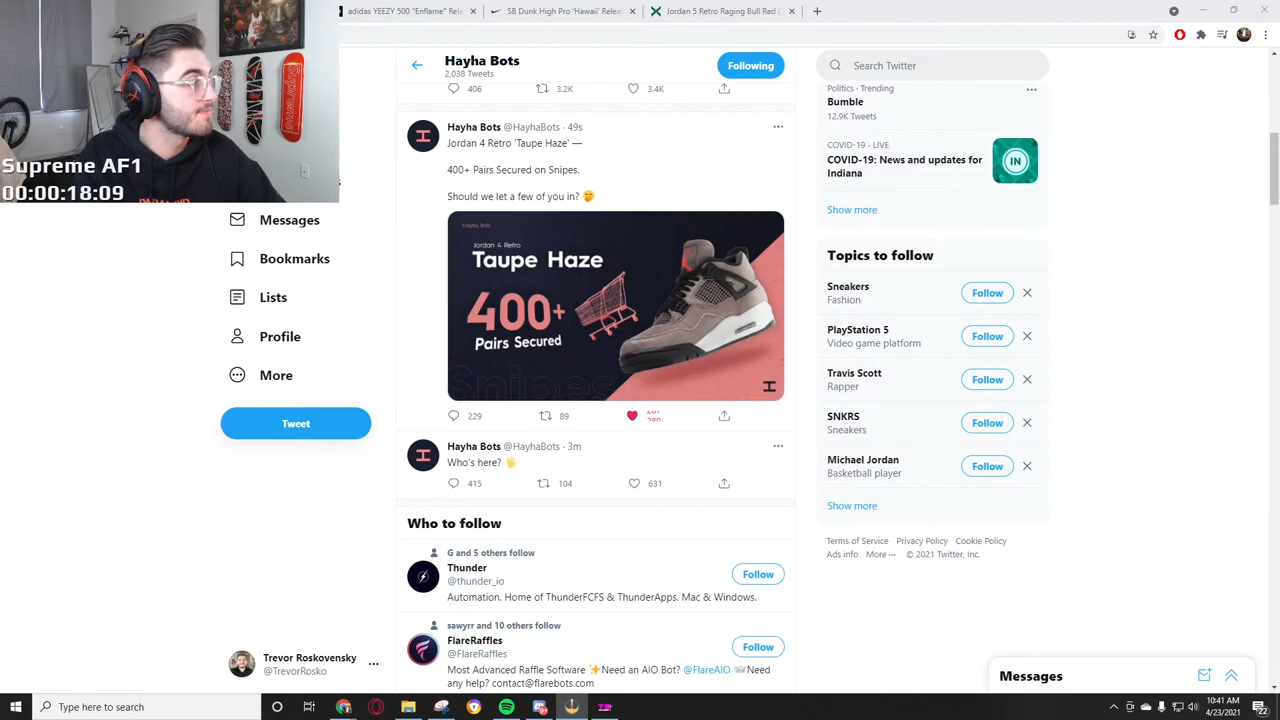 adidas YEEZY 500 "Enflame" Rele
SB Dunk High Pro 'Hawaii' Releas
Jordan 5 Retro Raging Bull Red (
Supreme AF1
00:00:18:09
Messages
Bookmarks
Lists
Profile
More
Tweet
Trevor Roskovensky
@TrevorRosko
Hayha Bots
2,038 Tweets
Following
406 3.2K 3.4K
Hayha Bots @HayhaBots · 49s
Jordan 4 Retro 'Taupe Haze' —
400+ Pairs Secured on Snipes.
Should we let a few of you in? 🤭
Hayha Bots
Jordan 4 Retro
Taupe Haze
400+
Pairs Secured
Snipes
229 89
Hayha Bots @HayhaBots · 3m
Who's here? 🖐
415 104 631
Who to follow
G and 5 others follow
Thunder
@thunder_io
Follow
Automation. Home of ThunderFCFS & ThunderApps. Mac & Windows.
sawyrr and 10 others follow
FlareRaffles
@FlareRaffles
Follow
Most Advanced Raffle Software ✨Need an AIO Bot? @FlareAIO 📨Need
any help? contact@flarebots.com
Search Twitter
Politics · Trending
Bumble
12.9K Tweets
COVID-19 · LIVE
COVID-19: News and updates for
Indiana
IN
Show more
Topics to follow
Sneakers
Fashion
Follow
PlayStation 5
Video game platform
Follow
Travis Scott
Rapper
Follow
SNKRS
Sneakers
Follow
Michael Jordan
Basketball player
Follow
Show more
Terms of Service Privacy Policy Cookie Policy
Ads info More ··· © 2021 Twitter, Inc.
Messages
Type here to search
10:41 AM
4/23/2021
22